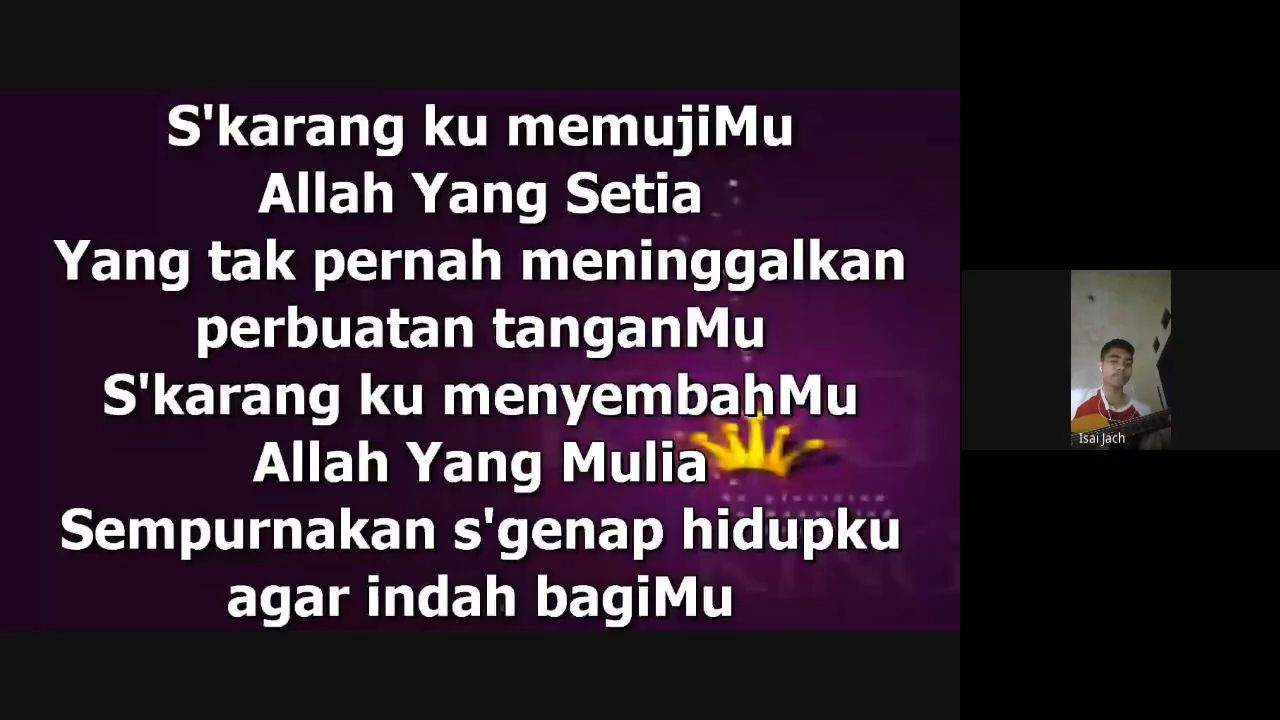 S'karang ku memujiMu
Allah Yang Setia
Yang tak pernah meninggalkan
perbuatan tanganMu
S'karang ku menyembahMu
Allah Yang Mulia
Sempurnakan s'genap hidupku
agar indah bagiMu
Isai Jach